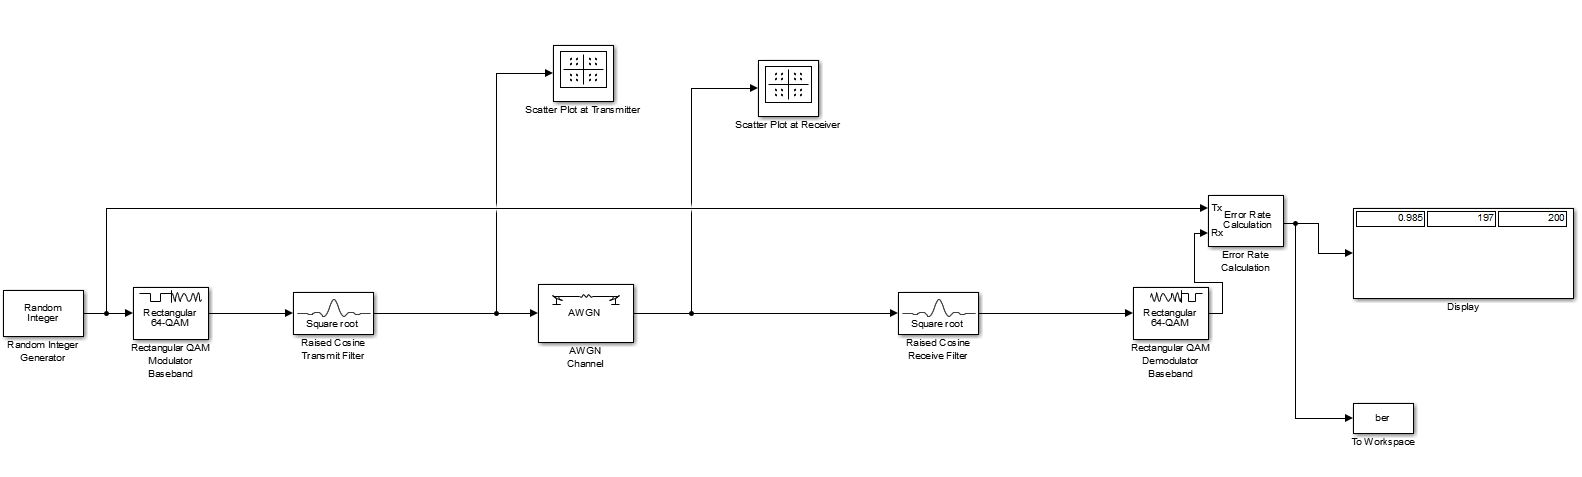 Scatter Plot at Transmitter
Scatter Plot at Receiver
Tx
Error Rate
Calculation
Rx
Error Rate
Calculation
0.985
197
200
Display
Random
Integer
Random Integer
Generator
Rectangular
64-QAM
Rectangular QAM
Modulator
Baseband
Square root
Raised Cosine
Transmit Filter
AWGN
AWGN
Channel
Square root
Raised Cosine
Receive Filter
Rectangular
64-QAM
Rectangular QAM
Demodulator
Baseband
ber
To Workspace